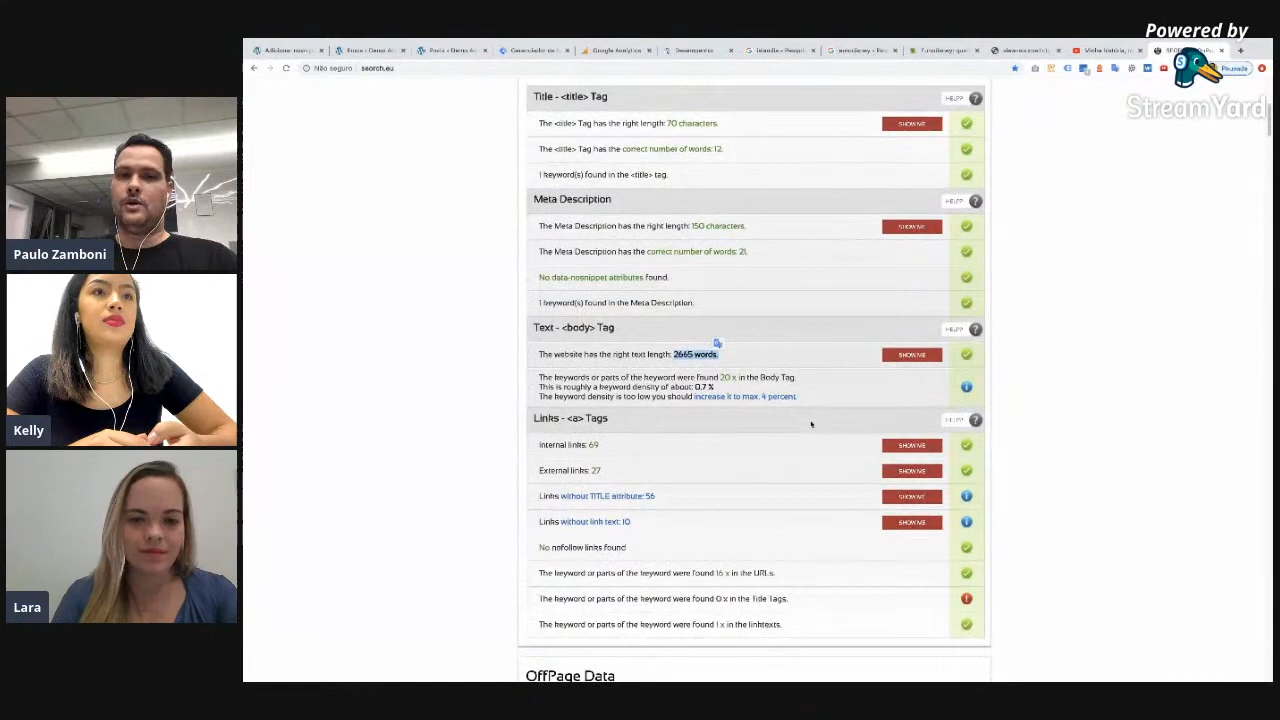 Powered by
StreamYard
Paulo Zamboni
Kelly
Lara
Google Analytics
Não seguro
seorch.eu
Pausada
Title - <title> Tag
HELP?
The <title> Tag has the right length: 70 characters.
SHOW ME
The <title> Tag has the correct number of words: 12.
1 keyword(s) found in the <title> tag.
Meta Description
HELP?
The Meta Description has the right length: 150 characters.
SHOW ME
The Meta Description has the correct number of words: 21.
No data-nosnippet attributes found.
1 keyword(s) found in the Meta Description.
Text - <body> Tag
HELP?
The website has the right text length: 2665 words.
SHOW ME
The keywords or parts of the keyword were found 20 x in the Body Tag.
This is roughly a keyword density of about: 0.7 %
The keyword density is too low you should increase it to max. 4 percent.
Links - <a> Tags
HELP?
Internal links: 69
SHOW ME
External links: 27
SHOW ME
Links without TITLE attribute: 56
SHOW ME
Links without link text: 10
SHOW ME
No nofollow links found
The keyword or parts of the keyword were found 16 x in the URLs.
The keyword or parts of the keyword were found 0 x in the Title Tags.
The keyword or parts of the keyword were found 1 x in the linktexts.
OffPage Data